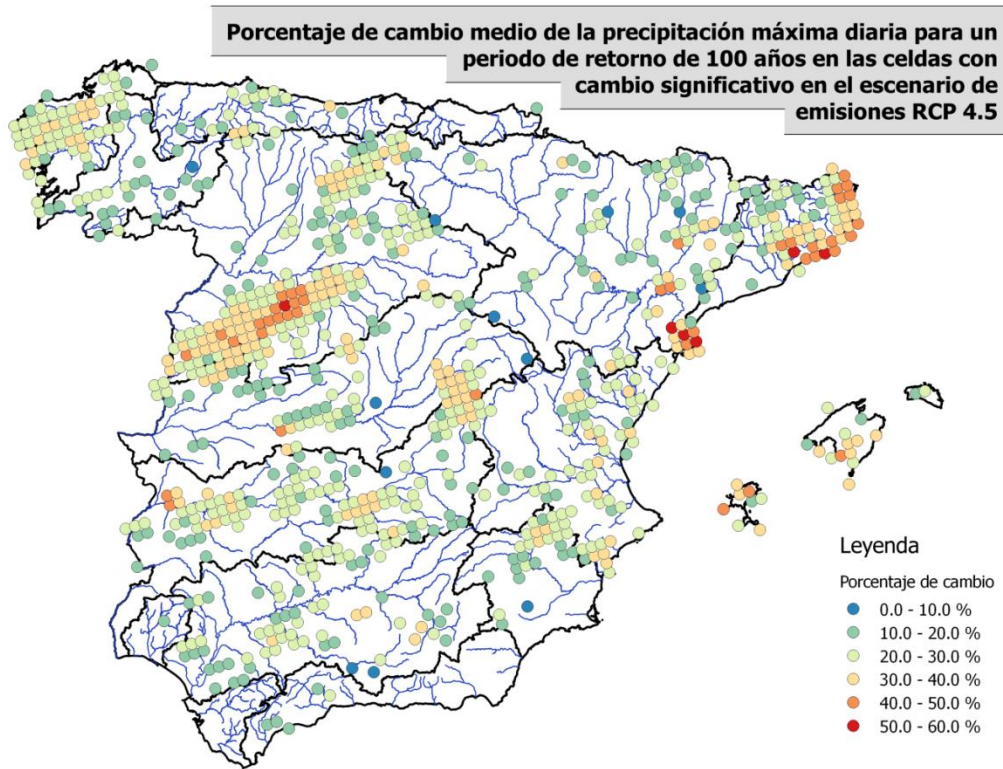 Porcentaje de cambio medio de la precipitación máxima diaria para un
periodo de retorno de 100 años en las celdas con
cambio significativo en el escenario de
emisiones RCP 4.5
Leyenda
Porcentaje de cambio
0.0 - 10.0 %
10.0 - 20.0 %
20.0 - 30.0 %
30.0 - 40.0 %
40.0 - 50.0 %
50.0 - 60.0 %